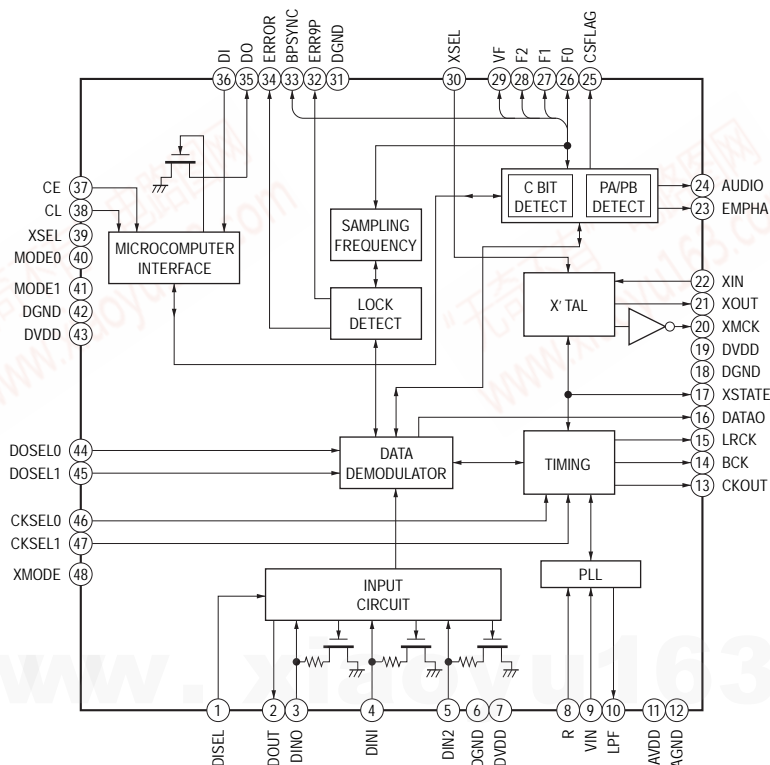 DI
DO
ERROR
BPSYNC
ERR9P
DGND
XSEL
VF
F2
F1
F0
CSFLAG
36
35
34
33
32
31
30
29
28
27
26
25
CE 37
CL 38
XSEL 39
MODE0 40
MODE1 41
DGND 42
DVDD 43
DOSEL0 44
DOSEL1 45
CKSEL0 46
CKSEL1 47
XMODE 48
MICROCOMPUTER
INTERFACE
SAMPLING
FREQUENCY
LOCK
DETECT
C BIT
DETECT
PA/PB
DETECT
X' TAL
DATA
DEMODULATOR
TIMING
INPUT
CIRCUIT
PLL
24 AUDIO
23 EMPHA
22 XIN
21 XOUT
20 XMCK
19 DVDD
18 DGND
17 XSTATE
16 DATAO
15 LRCK
14 BCK
13 CKOUT
1
2
3
4
5
6
7
8
9
10
11
12
DISEL
DOUT
DIN0
DIN1
DIN2
DGND
DVDD
R
VIN
LPF
AVDD
AGND
www.xiaoyu163